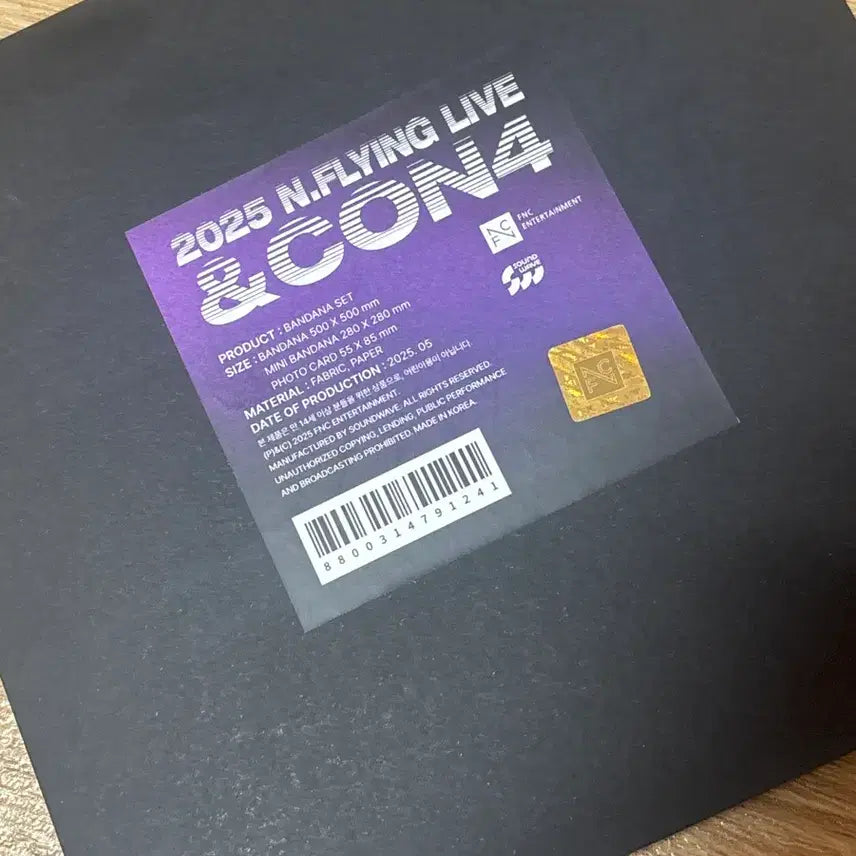 2025 N.FLYING LIVE
&CON4
FNC
ENTERTAINMENT
SOUND
WAVE
PRODUCT : BANDANA SET
SIZE : BANDANA 500 X 500 mm
MINI BANDANA 280 X 280 mm
PHOTO CARD 55 X 85 mm
MATERIAL : FABRIC, PAPER
DATE OF PRODUCTION : 2025. 05
본 제품은 만 14세 이상 분들을 위한 상품으로, 어린이용이 아닙니다.
(P)&(C) 2025 FNC ENTERTAINMENT.
MANUFACTURED BY SOUNDWAVE. ALL RIGHTS RESERVED.
UNAUTHORIZED COPYING, LENDING, PUBLIC PERFORMANCE
AND BROADCASTING PROHIBITED. MADE IN KOREA.
8800314791241